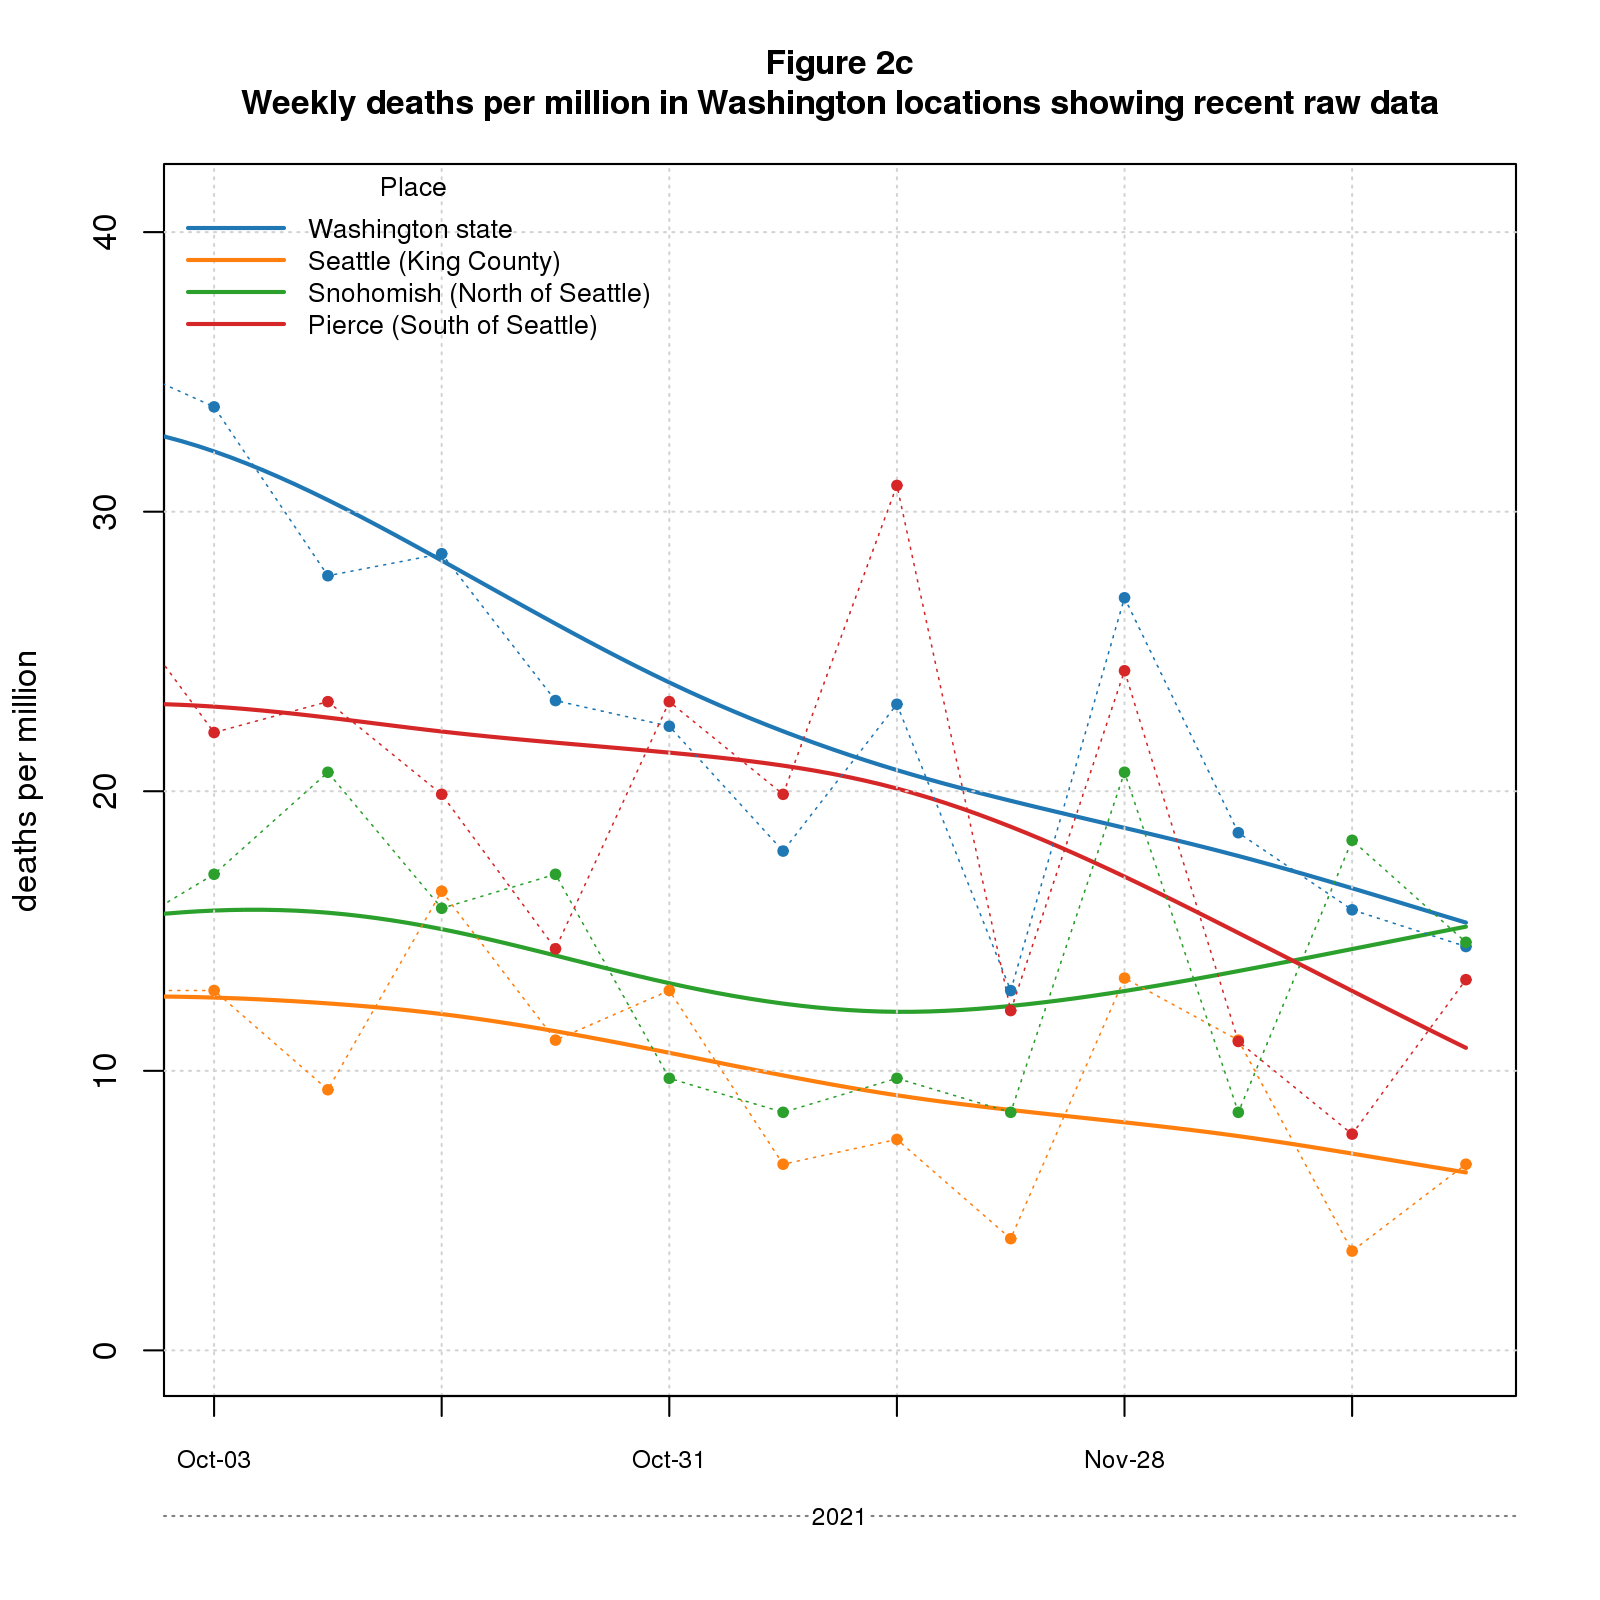 Figure 2c
Weekly deaths per million in Washington locations showing recent raw data
Place
Washington state
Seattle (King County)
Snohomish (North of Seattle)
Pierce (South of Seattle)
40
30
20
10
0
deaths per million
Oct-03
Oct-31
Nov-28
2021